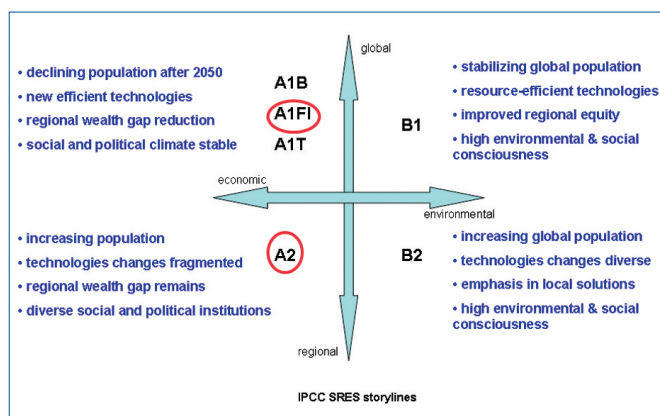 global
• declining population after 2050
• new efficient technologies
• regional wealth gap reduction
• social and political climate stable
A1B
A1FI
A1T
B1
• stabilizing global population
• resource-efficient technologies
• improved regional equity
• high environmental & social
consciousness
economic
environmental
• increasing population
• technologies changes fragmented
• regional wealth gap remains
• diverse social and political institutions
A2
B2
• increasing global population
• technologies changes diverse
• emphasis in local solutions
• high environmental & social
consciousness
regional
IPCC SRES storylines